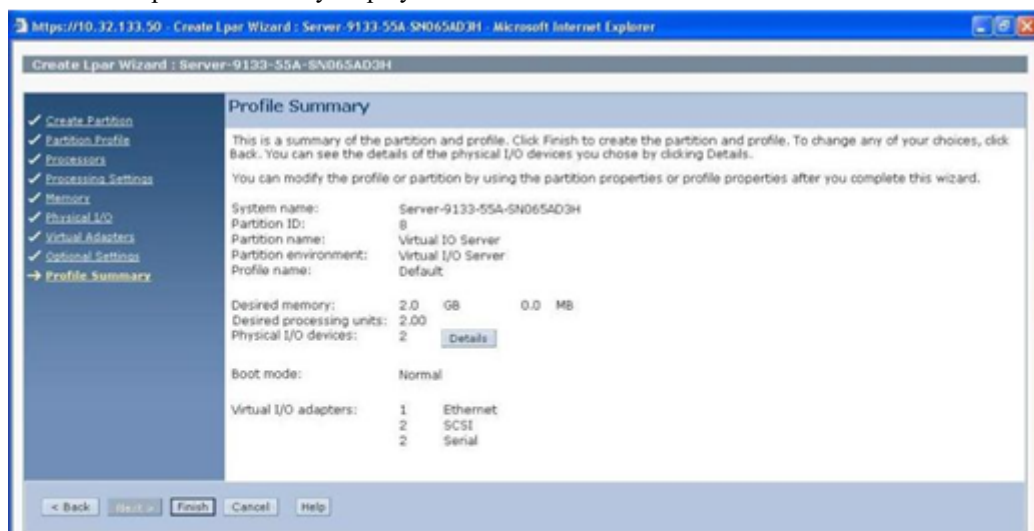 https://10.32.133.50 - Create Lpar Wizard : Server-9133-55A-SN065AD3H - Microsoft Internet Explorer
Create Lpar Wizard : Server-9133-55A-SN065AD3H
Create Partition
Partition Profile
Processors
Processing Settings
Memory
Physical I/O
Virtual Adapters
Optional Settings
Profile Summary
Profile Summary
This is a summary of the partition and profile. Click Finish to create the partition and profile. To change any of your choices, click
Back. You can see the details of the physical I/O devices you chose by clicking Details.
You can modify the profile or partition by using the partition properties or profile properties after you complete this wizard.
System name: Server-9133-55A-SN065AD3H
Partition ID: 8
Partition name: Virtual IO Server
Partition environment: Virtual I/O Server
Profile name: Default
Desired memory: 2.0 GB 0.0 MB
Desired processing units: 2.00
Physical I/O devices: 2 Details
Boot mode: Normal
Virtual I/O adapters: 1 Ethernet
2 SCSI
2 Serial
< Back Next > Finish Cancel Help